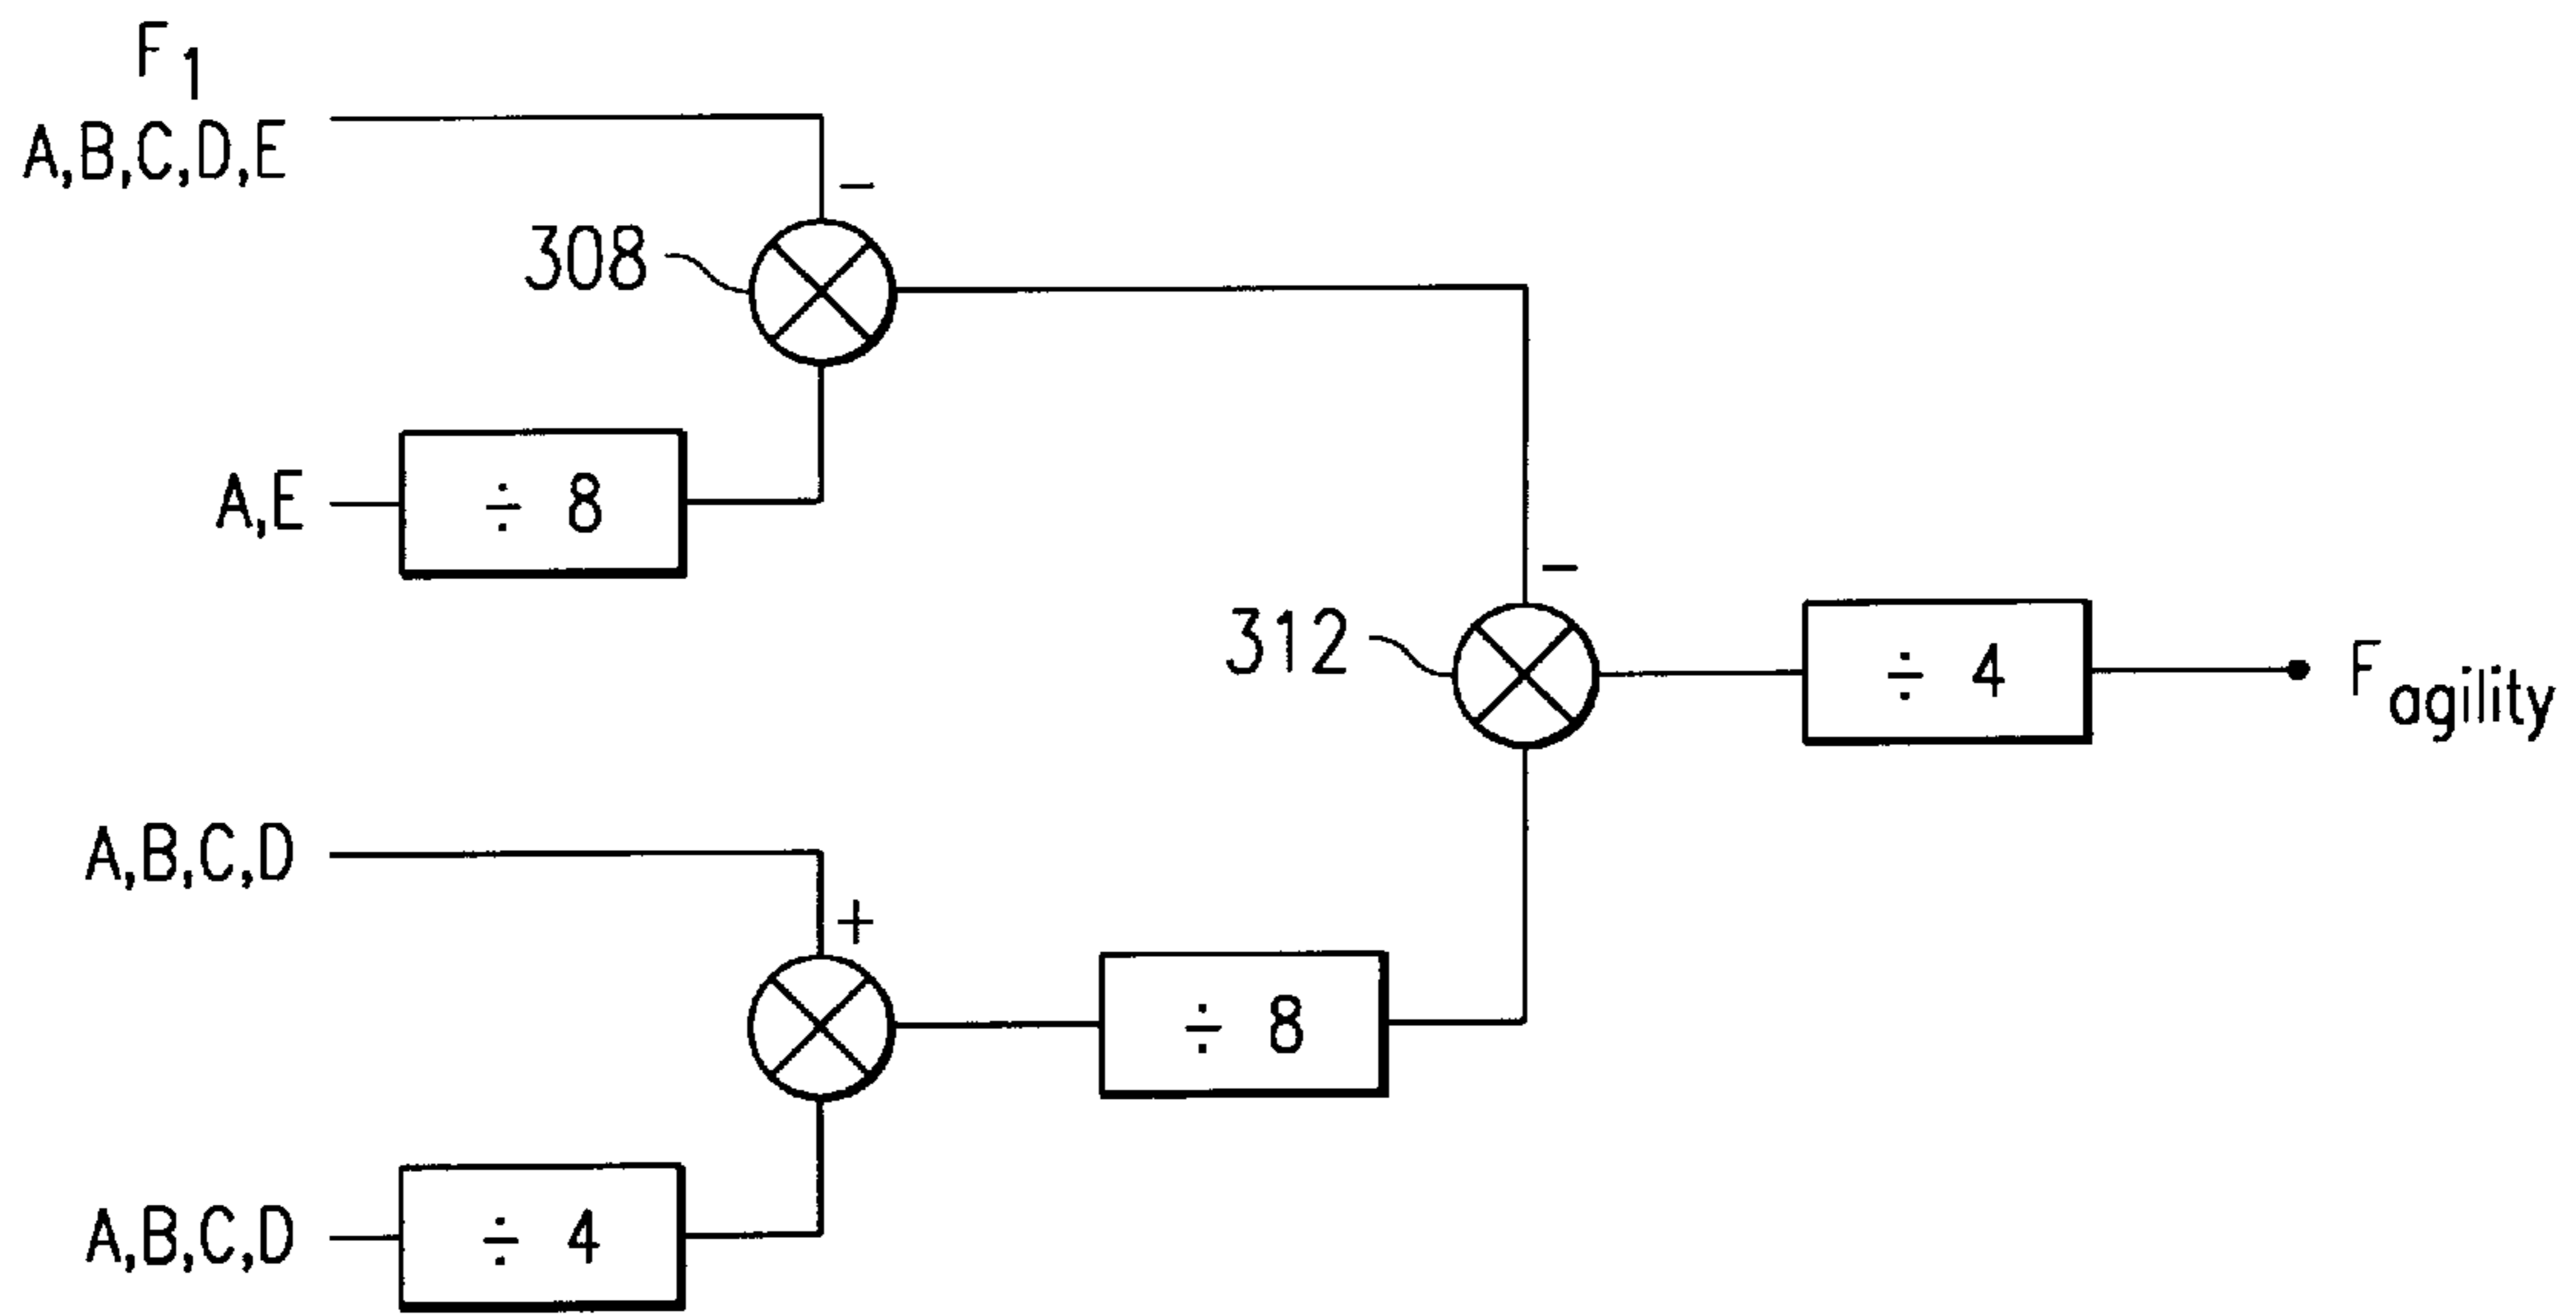 F1
A,B,C,D,E
−
308
A,E
÷ 8
−
312
÷ 4
Fagility
A,B,C,D
+
÷ 8
A,B,C,D
÷ 4